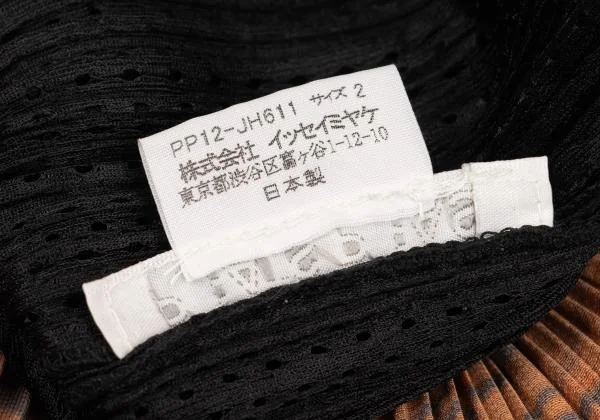 PP12-JH611 サイズ 2
株式会社 イッセイミヤケ
東京都渋谷区富ヶ谷1-12-10
日本製